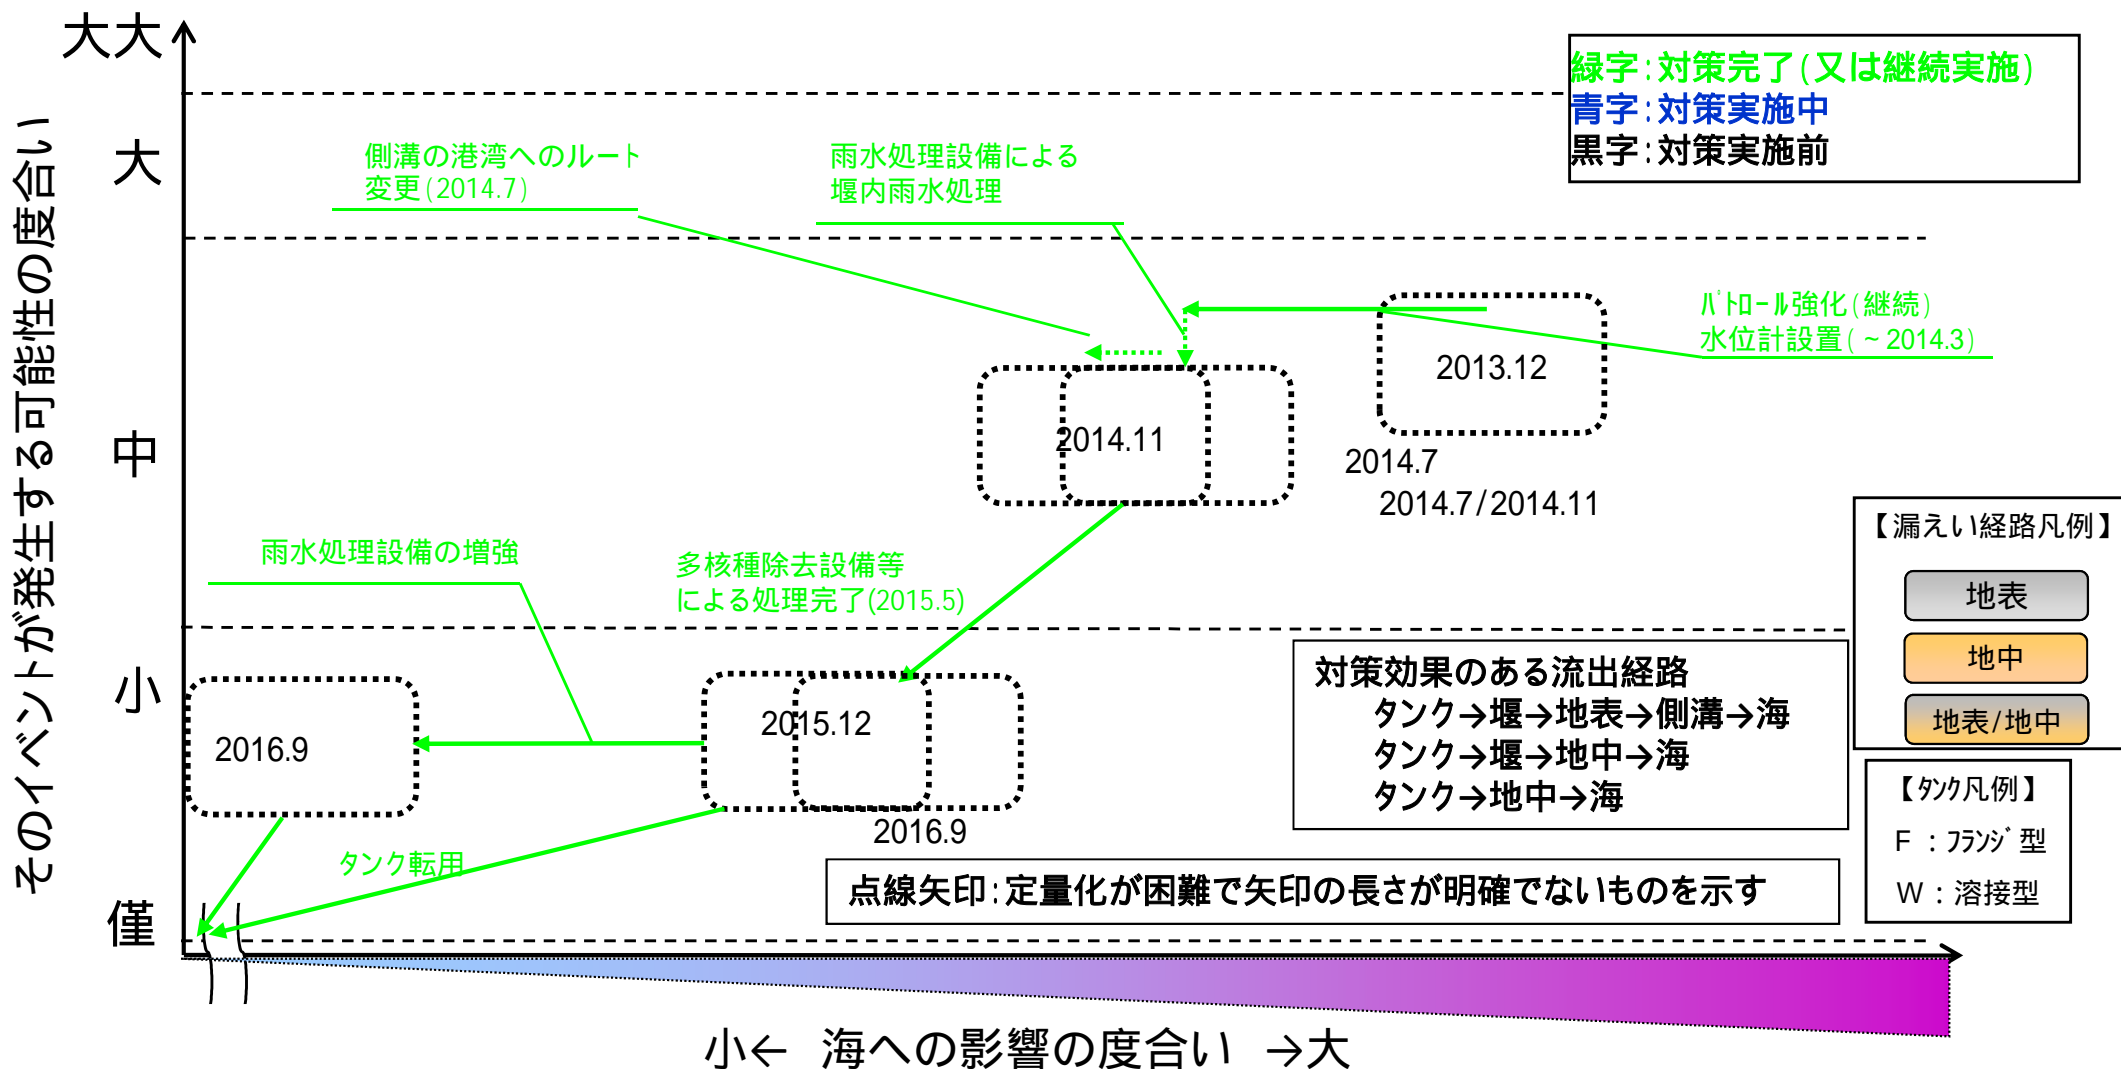 大大
緑字:対策完了(又は継続実施)
青字:対策実施中
黒字:対策実施前
そのイベントが発生する可能性の度合い
大
側溝の港湾へのルート
変更(2014.7)
雨水処理設備による
堰内雨水処理
ﾊﾟﾄﾛｰﾙ強化(継続)
水位計設置(~2014.3)
2013.12
中
2014.11
2014.7
2014.7/2014.11
【漏えい経路凡例】
地表
地中
地表/地中
雨水処理設備の増強
多核種除去設備等
による処理完了(2015.5)
小
対策効果のある流出経路
タンク→堰→地表→側溝→海
タンク→堰→地中→海
タンク→地中→海
2016.9
2015.12
2016.9
【ﾀﾝｸ凡例】
F:ﾌﾗﾝｼﾞ型
W:溶接型
タンク転用
点線矢印:定量化が困難で矢印の長さが明確でないものを示す
僅
小← 海への影響の度合い →大